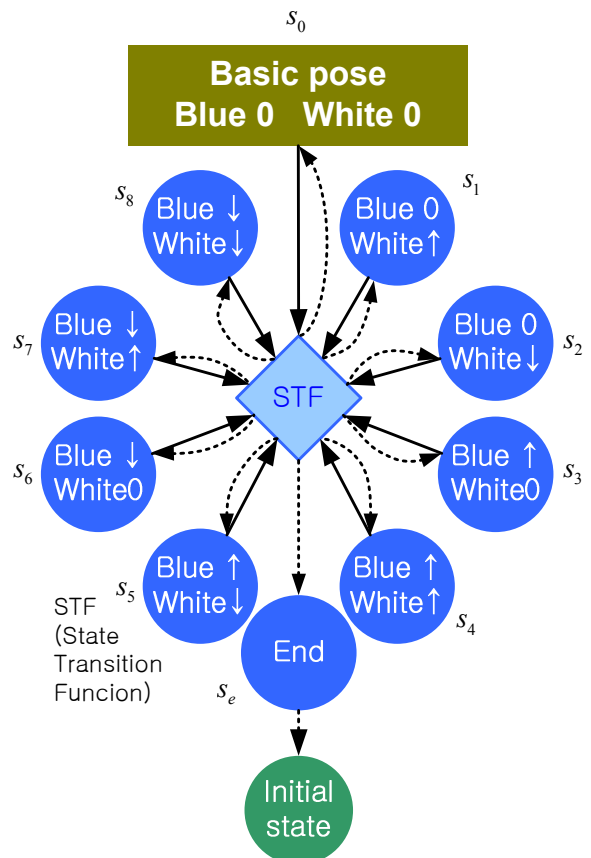 s0
Basic pose
Blue 0 White 0
s8
Blue ↓
White↓
s1
Blue 0
White↑
s7
Blue ↓
White↑
s2
Blue 0
White↓
STF
s6
Blue ↓
White0
s3
Blue ↑
White0
s5
Blue ↑
White↓
s4
Blue ↑
White↑
STF
(State
Transition
Funcion)
End
se
Initial
state